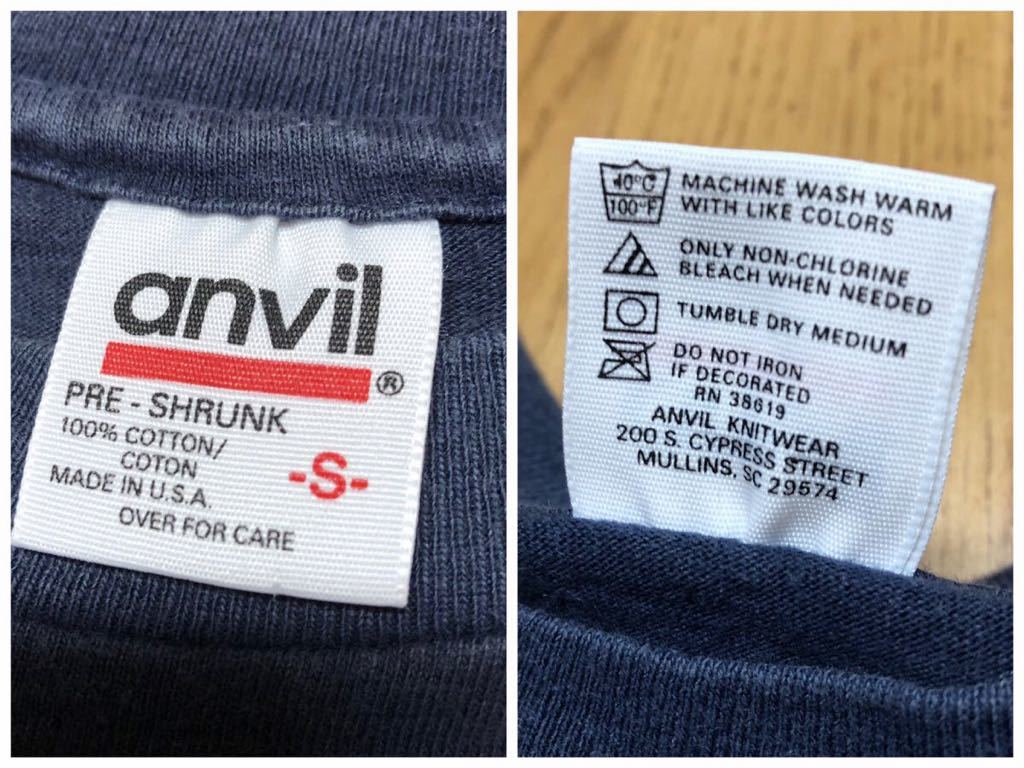 anvil®
PRE - SHRUNK
100% COTTON/
COTON
-S-
MADE IN U.S.A.
OVER FOR CARE
40°C
100°F
MACHINE WASH WARM
WITH LIKE COLORS
ONLY NON-CHLORINE
BLEACH WHEN NEEDED
TUMBLE DRY MEDIUM
DO NOT IRON
IF DECORATED
RN 38619
ANVIL KNITWEAR
200 S. CYPRESS STREET
MULLINS, SC 29574